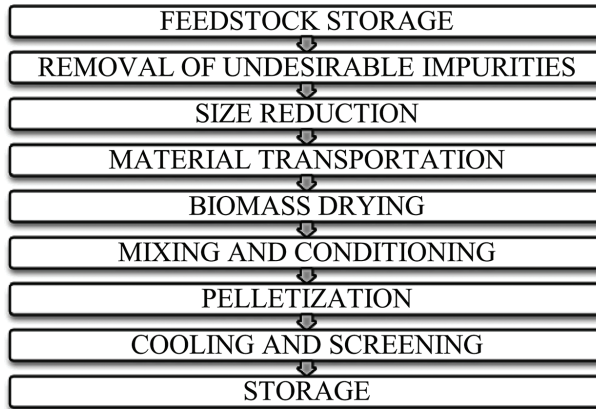 FEEDSTOCK STORAGE
REMOVAL OF UNDESIRABLE IMPURITIES
SIZE REDUCTION
MATERIAL TRANSPORTATION
BIOMASS DRYING
MIXING AND CONDITIONING
PELLETIZATION
COOLING AND SCREENING
STORAGE